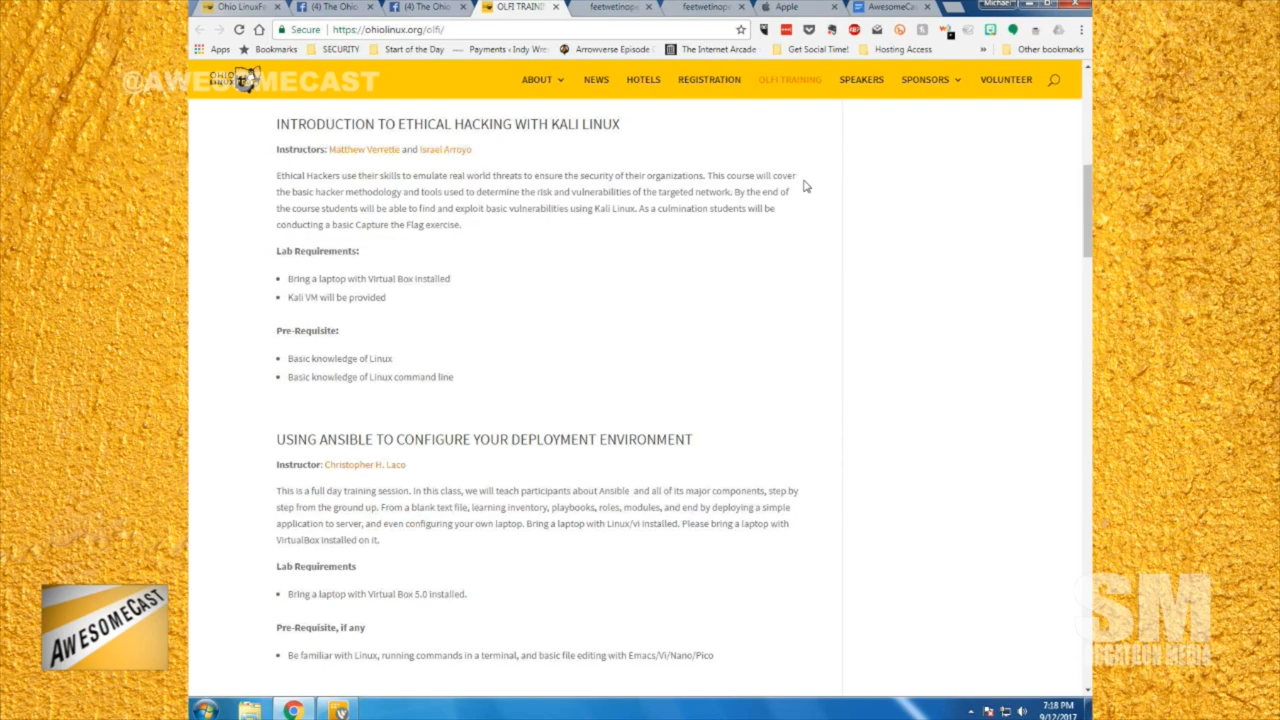 Ohio LinuxFe
(4) The Ohio
(4) The Ohio
OLFI TRAINI
feetwetinope
feetwetinope
Apple
AwesomeCa
Michael
Secure
https://ohiolinux.org/olfi/
Apps
Bookmarks
SECURITY
Start of the Day
Payments ‹ Indy Wre
Arrowverse Episode
The Internet Arcade
Get Social Time!
Hosting Access
»
Other bookmarks
@AWESOMECAST
OHIO
LINUX
ABOUT
NEWS
HOTELS
REGISTRATION
OLFI TRAINING
SPEAKERS
SPONSORS
VOLUNTEER
INTRODUCTION TO ETHICAL HACKING WITH KALI LINUX
Instructors: Matthew Verrette and Israel Arroyo
Ethical Hackers use their skills to emulate real world threats to ensure the security of their organizations. This course will cover
the basic hacker methodology and tools used to determine the risk and vulnerabilities of the targeted network. By the end of
the course students will be able to find and exploit basic vulnerabilities using Kali Linux. As a culmination students will be
conducting a basic Capture the Flag exercise.
Lab Requirements:
• Bring a laptop with Virtual Box installed
• Kali VM will be provided
Pre-Requisite:
• Basic knowledge of Linux
• Basic knowledge of Linux command line
USING ANSIBLE TO CONFIGURE YOUR DEPLOYMENT ENVIRONMENT
Instructor: Christopher H. Laco
This is a full day training session. In this class, we will teach participants about Ansible and all of its major components, step by
step from the ground up. From a blank text file, learning inventory, playbooks, roles, modules, and end by deploying a simple
application to server, and even configuring your own laptop. Bring a laptop with Linux/vi installed. Please bring a laptop with
VirtualBox installed on it.
Lab Requirements
• Bring a laptop with Virtual Box 5.0 installed.
Pre-Requisite, if any
• Be familiar with Linux, running commands in a terminal, and basic file editing with Emacs/Vi/Nano/Pico
AWESOMECAST
SM
MEDIA
7:18 PM
9/12/2017